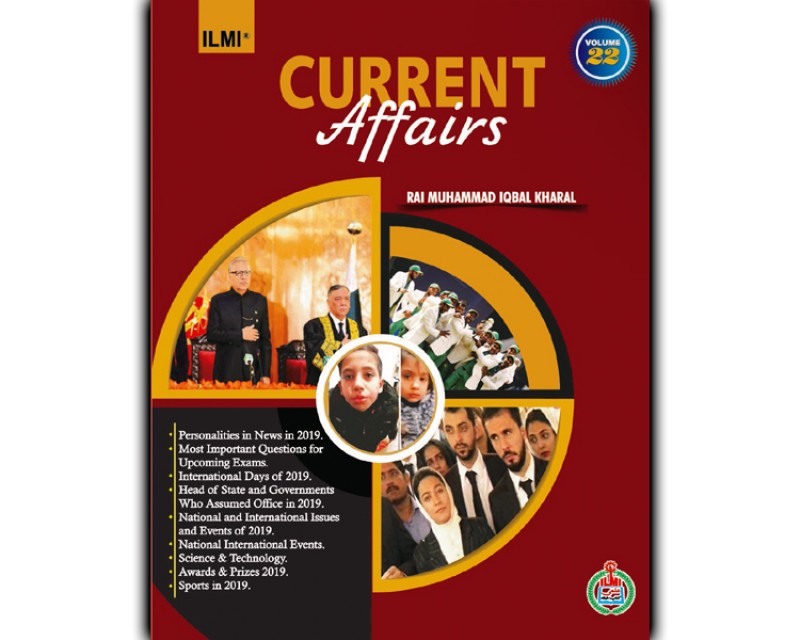 ILMI®
VOLUME
22
CURRENT
Affairs
RAI MUHAMMAD IQBAL KHARAL
• Personalities in News in 2019.
• Most Important Questions for
Upcoming Exams.
• International Days of 2019.
• Head of State and Governments
Who Assumed Office in 2019.
• National and International Issues
and Events of 2019.
• National International Events.
• Science & Technology.
• Awards & Prizes 2019.
• Sports in 2019.